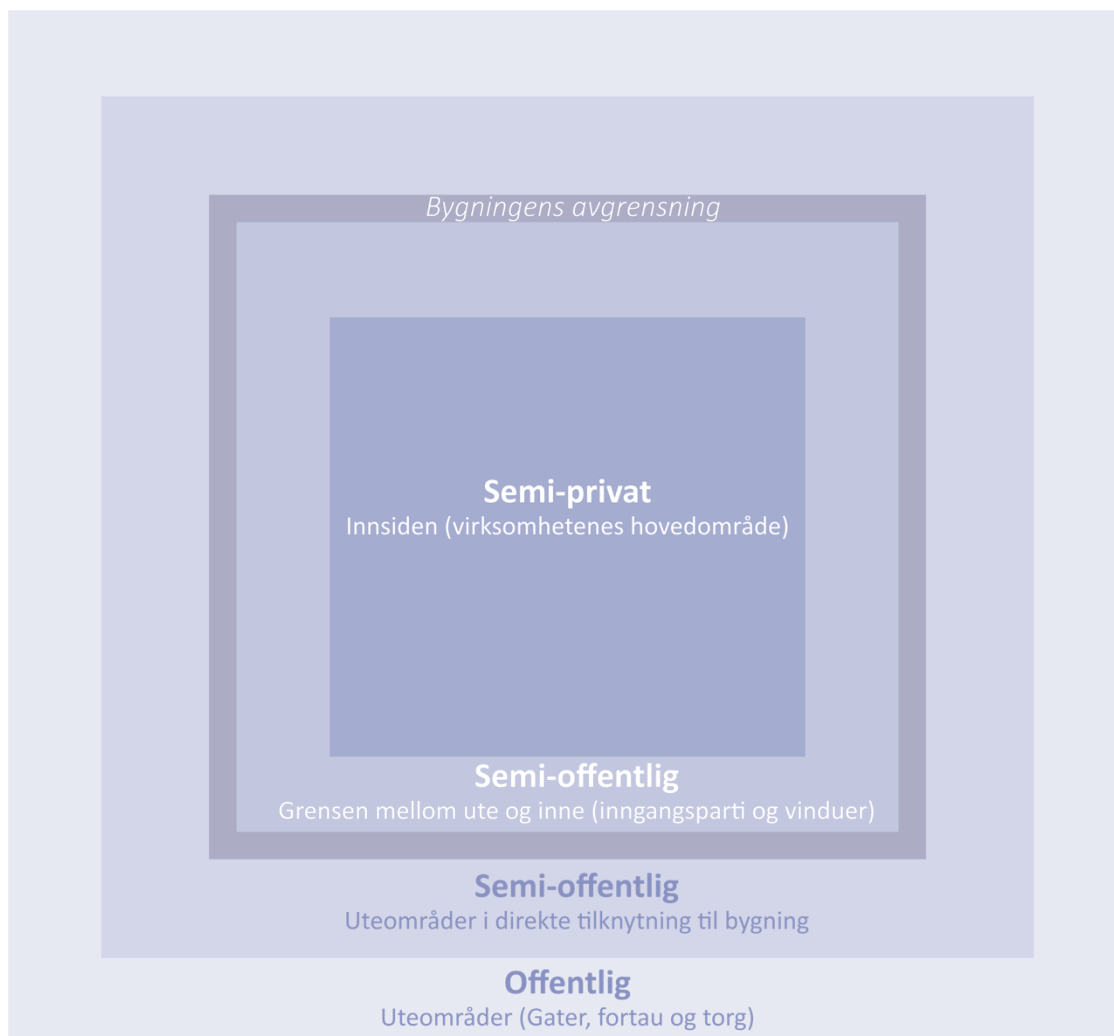 Bygningens avgrensning
Semi-privat
Innsiden (virksomhetenes hovedområde)
Semi-offentlig
Grensen mellom ute og inne (inngangsparti og vinduer)
Semi-offentlig
Uteområder i direkte tilknytning til bygning
Offentlig
Uteområder (Gater, fortau og torg)